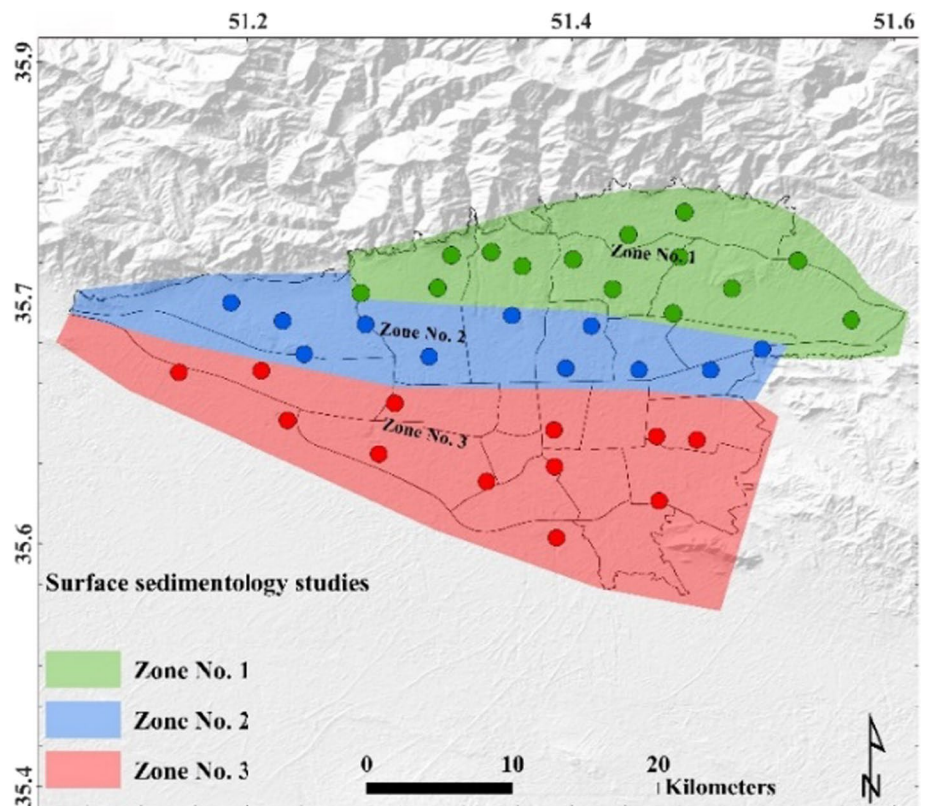 51.2 51.4 51.6
35.9
Zone No. 1
35.7
Zone No. 2
Zone No. 3
35.6
Surface sedimentology studies
Zone No. 1
Zone No. 2
Zone No. 3
0 10 20
Kilometers
35.4
N